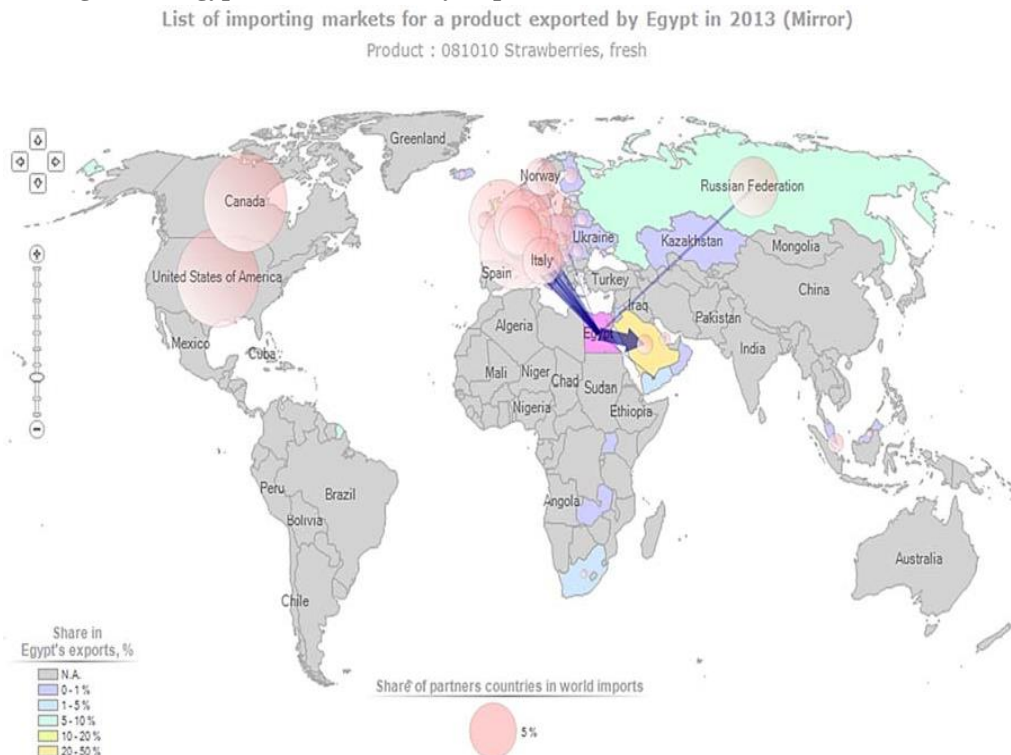 List of importing markets for a product exported by Egypt in 2013 (Mirror)
Product : 081010 Strawberries, fresh
Greenland
Norway
Canada
Russian Federation
Ukraine
Kazakhstan
Mongolia
Italy
United States of America
Spain
Turkey
China
Iraq
Algeria
Egypt
Pakistan
Mexico
India
Cuba
Mali
Niger
Chad
Sudan
Nigeria
Ethiopia
Peru
Brazil
Angola
Bolivia
Australia
Chile
Share in
Egypt's exports, %
N.A.
0 - 1 %
1 - 5 %
5 - 10 %
10 - 20 %
20 - 50 %
Share of partners countries in world imports
5 %